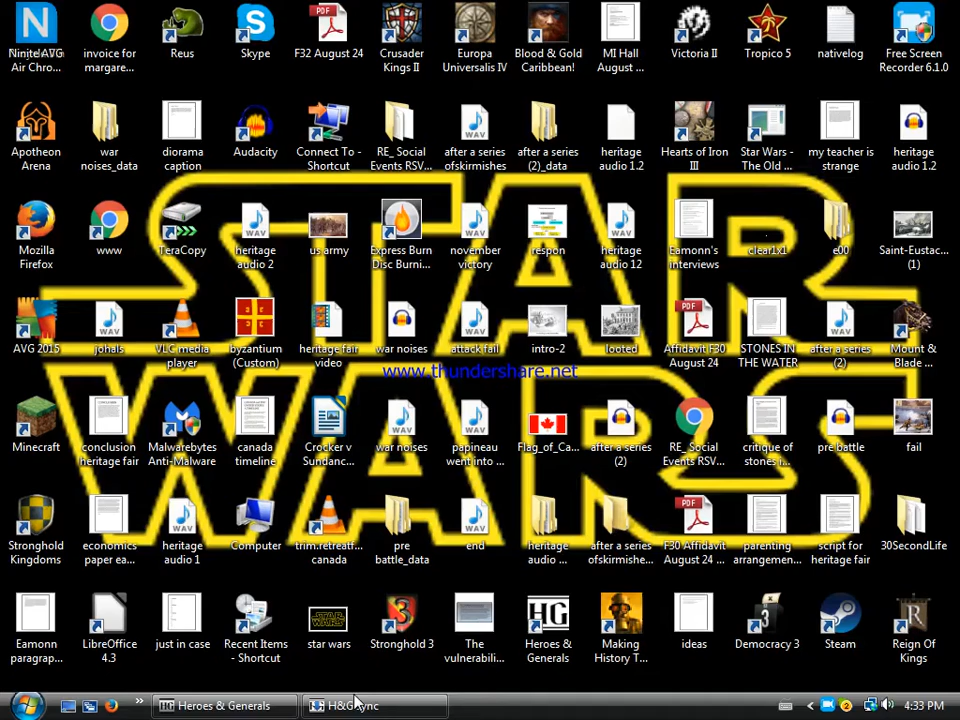 Ninite AVG
Air Chro...
invoice for
margare...
Reus
Skype
F32 August 24
Crusader
Kings II
Europa
Universalis IV
Blood & Gold
Caribbean!
MI Hall
August ...
Victoria II
Tropico 5
nativelog
Free Screen
Recorder 6.1.0
Apotheon
Arena
war
noises_data
diorama
caption
Audacity
Connect To -
Shortcut
RE_ Social
Events RSV...
after a series
ofskirmishes
after a series
(2)_data
heritage
audio 1.2
Hearts of Iron
III
Star Wars -
The Old ...
my teacher is
strange
heritage
audio 1.2
Mozilla
Firefox
www
TeraCopy
heritage
audio 2
us army
Express Burn
Disc Burni...
november
victory
respon
heritage
audio 12
Eamonn's
interviews
clear1x1
e00
Saint-Eustac...
(1)
AVG 2015
johals
VLC media
player
byzantium
(Custom)
heritage fair
video
war noises
attack fail
intro-2
looted
Affidavit F30
August 24
STONES IN
THE WATER
after a series
(2)
Mount &
Blade ...
Minecraft
conclusion
heritage fair
Malwarebytes
Anti-Malware
canada
timeline
Crocker v
Sundanc...
war noises
papineau
went into ...
Flag_of_Ca...
after a series
(2)
RE_ Social
Events RSV...
critique of
stones i...
pre battle
fail
Stronghold
Kingdoms
economics
paper ea...
heritage
audio 1
Computer
trim.retreatf...
canada
pre
battle_data
end
heritage
audio ...
after a series
ofskirmishe...
F30 Affidavit
August 24 ...
parenting
arrangemen...
script for
heritage fair
30SecondLife
Eamonn
paragrap...
LibreOffice
4.3
just in case
Recent Items
- Shortcut
star wars
Stronghold 3
The
vulnerabili...
Heroes &
Generals
Making
History T...
ideas
Democracy 3
Steam
Reign Of
Kings
STAR
WARS
www.thundershare.net
Heroes & Generals
4:33 PM